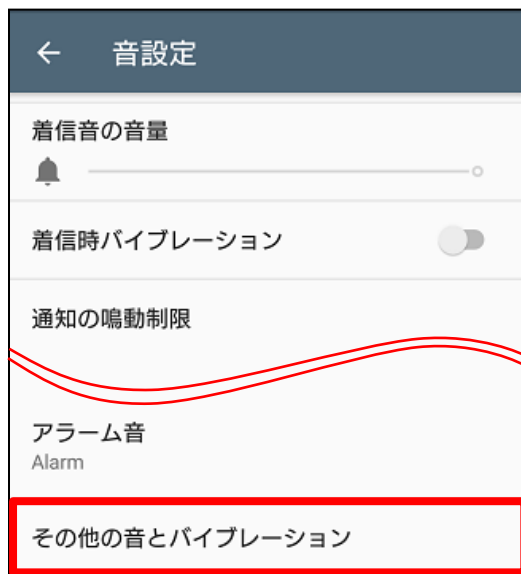 音設定
着信音の音量
着信時バイブレーション
通知の鳴動制限
アラーム音
Alarm
その他の音とバイブレーション